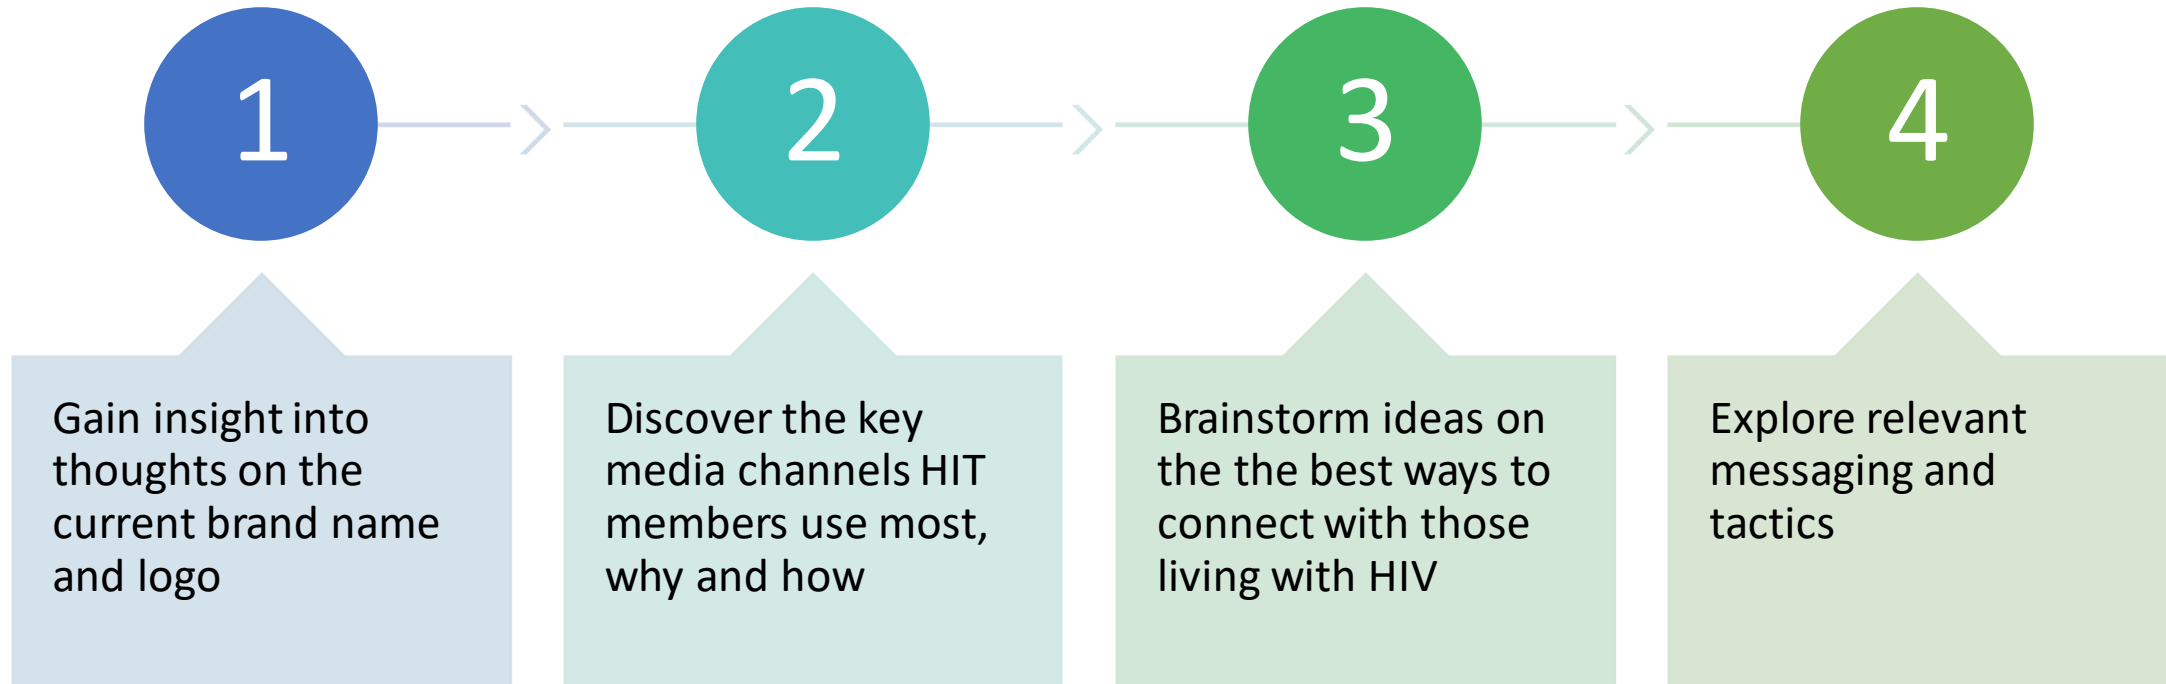 1
Gain insight into
thoughts on the
current brand name
and logo
2
Discover the key
media channels HIT
members use most,
why and how
3
Brainstorm ideas on
the the best ways to
connect with those
living with HIV
4
Explore relevant
messaging and
tactics